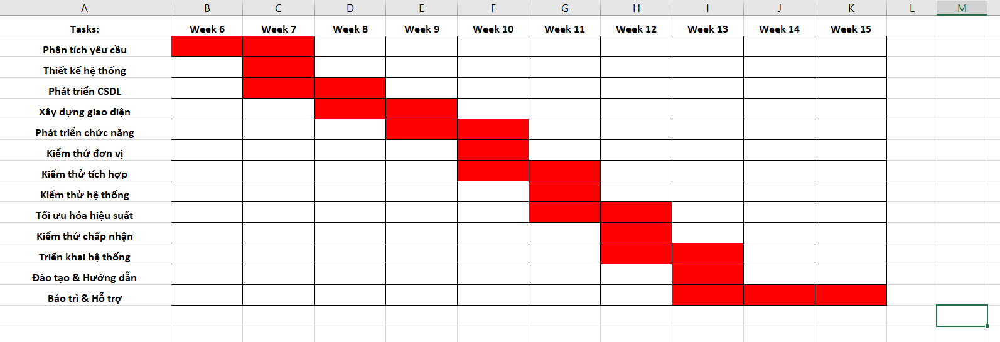 A B C D E F G H I J K L M
Tasks: Week 6 Week 7 Week 8 Week 9 Week 10 Week 11 Week 12 Week 13 Week 14 Week 15
Phân tích yêu cầu
Thiết kế hệ thống
Phát triển CSDL
Xây dựng giao diện
Phát triển chức năng
Kiểm thử đơn vị
Kiểm thử tích hợp
Kiểm thử hệ thống
Tối ưu hóa hiệu suất
Kiểm thử chấp nhận
Triển khai hệ thống
Đào tạo & Hướng dẫn
Bảo trì & Hỗ trợ